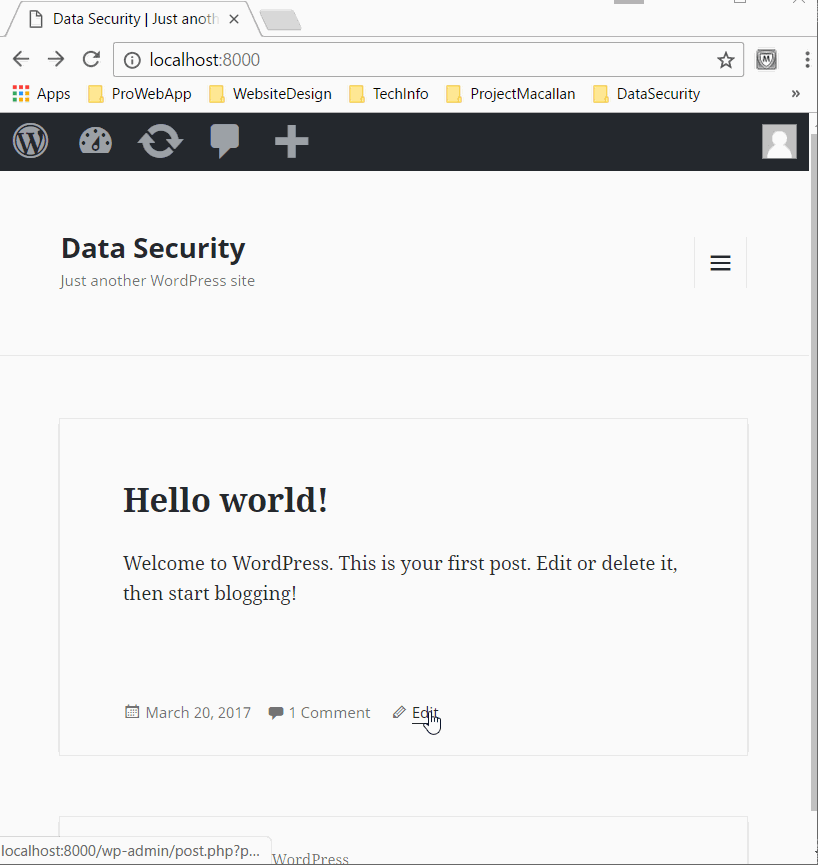 Data Security | Just anoth
localhost:8000
Apps ProWebApp WebsiteDesign TechInfo ProjectMacallan DataSecurity »
Data Security
Just another WordPress site
Hello world!
Welcome to WordPress. This is your first post. Edit or delete it,
then start blogging!
March 20, 2017 1 Comment Edit
localhost:8000/wp-admin/post.php?p...
WordPress